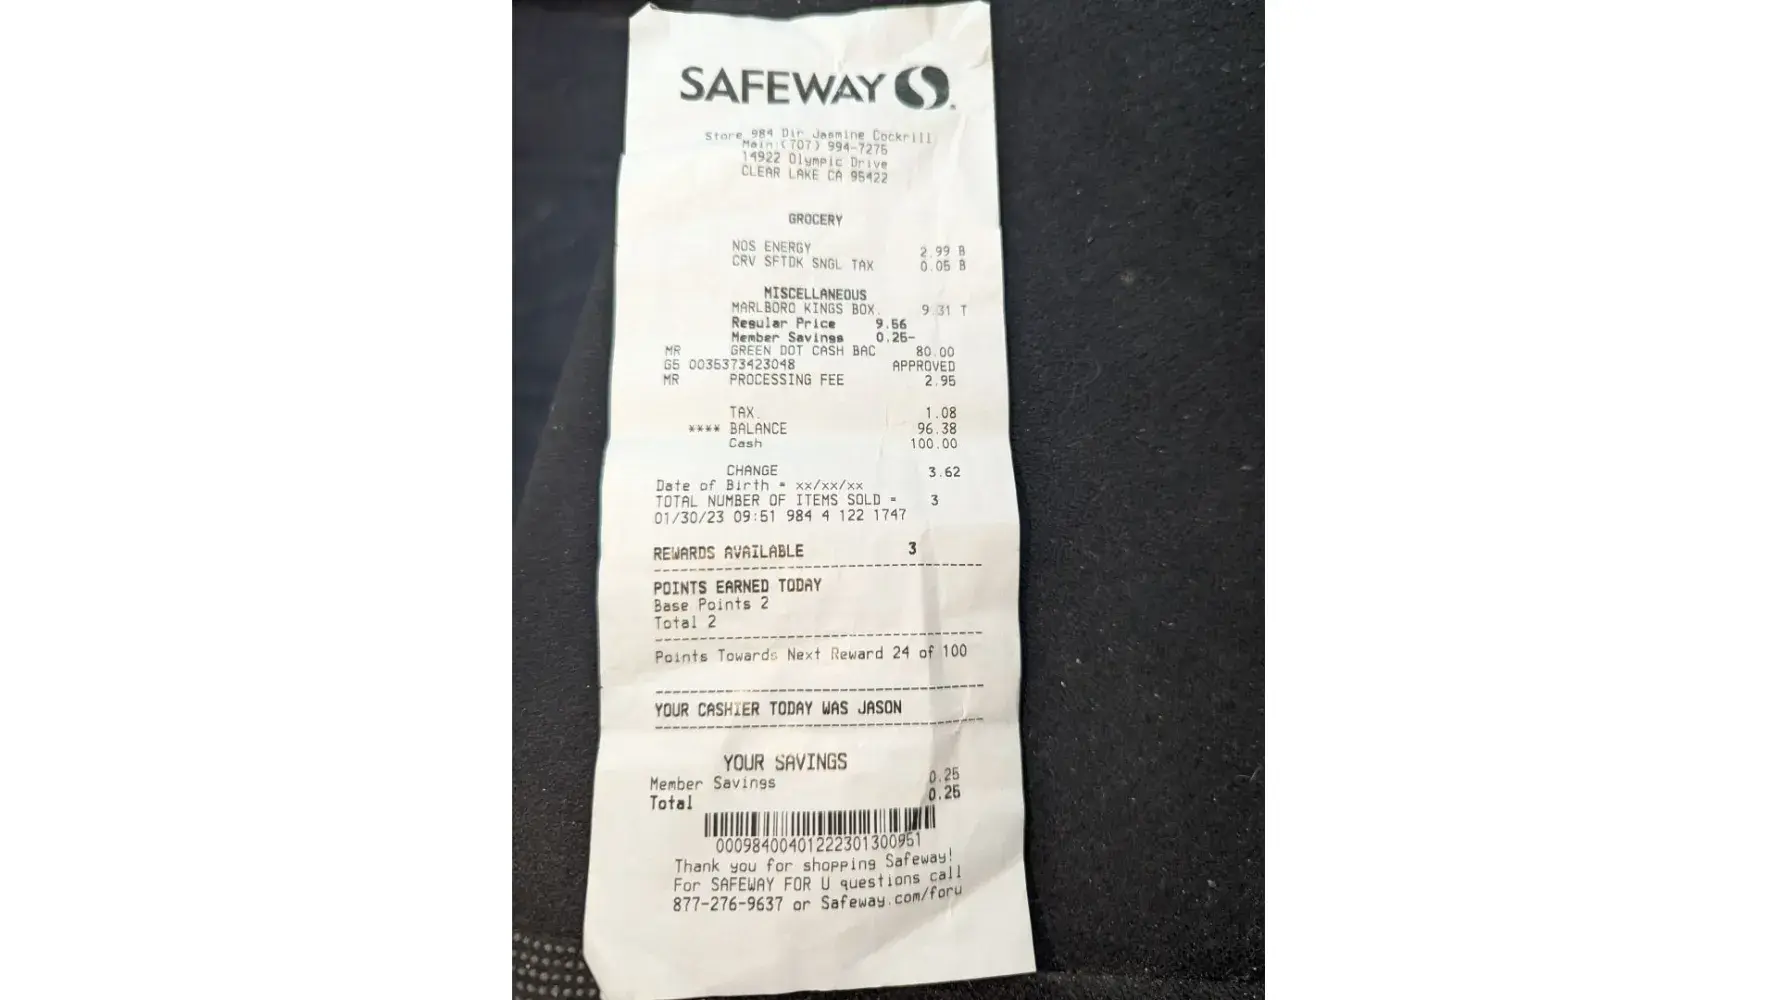 SAFEWAY
Store 984 Dir Jasmine Cockrill
Main:(707) 994-7275
14922 Olympic Drive
CLEAR LAKE CA 95422
GROCERY
NOS ENERGY 2.99 B
CRV SFTDK SNGL TAX 0.05 B
MISCELLANEOUS
MARLBORO KINGS BOX. 9.31 T
Regular Price 9.56
Member Savings 0.25-
MR GREEN DOT CASH BAC 80.00
GS 0035373423048 APPROVED
MR PROCESSING FEE 2.95
TAX 1.08
**** BALANCE 96.38
Cash 100.00
CHANGE 3.62
Date of Birth = xx/xx/xx
TOTAL NUMBER OF ITEMS SOLD = 3
01/30/23 09:51 984 4 122 1747
REWARDS AVAILABLE 3
POINTS EARNED TODAY
Base Points 2
Total 2
Points Towards Next Reward 24 of 100
YOUR CASHIER TODAY WAS JASON
YOUR SAVINGS
Member Savings 0.25
Total 0.25
00098400401222301300951
Thank you for shopping Safeway!
For SAFEWAY FOR U questions call
877-276-9637 or Safeway.com/foru